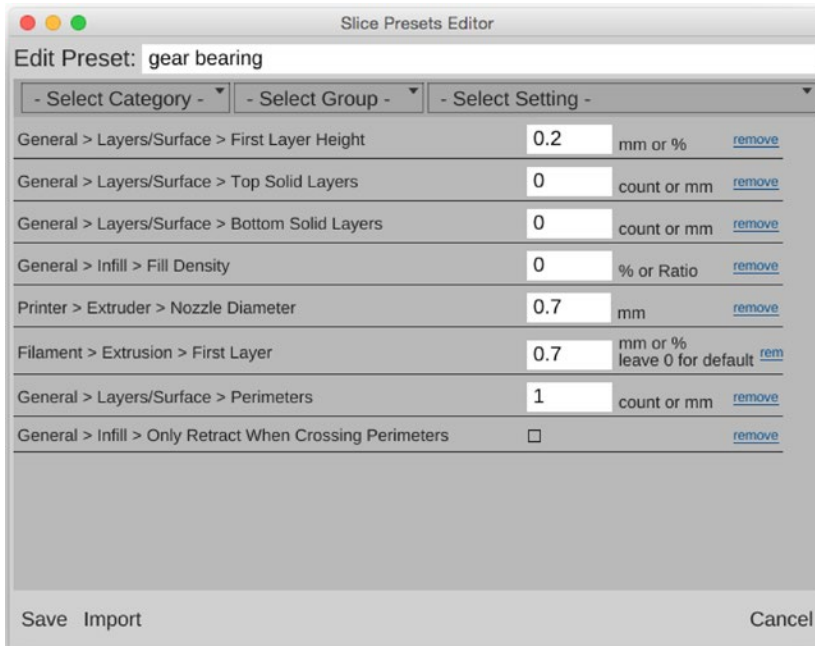 Slice Presets Editor
Edit Preset: gear bearing
- Select Category - - Select Group - - Select Setting -
General > Layers/Surface > First Layer Height 0.2 mm or % remove
General > Layers/Surface > Top Solid Layers 0 count or mm remove
General > Layers/Surface > Bottom Solid Layers 0 count or mm remove
General > Infill > Fill Density 0 % or Ratio remove
Printer > Extruder > Nozzle Diameter 0.7 mm remove
Filament > Extrusion > First Layer 0.7 mm or %
leave 0 for default rem
General > Layers/Surface > Perimeters 1 count or mm remove
General > Infill > Only Retract When Crossing Perimeters remove
Save Import Cancel